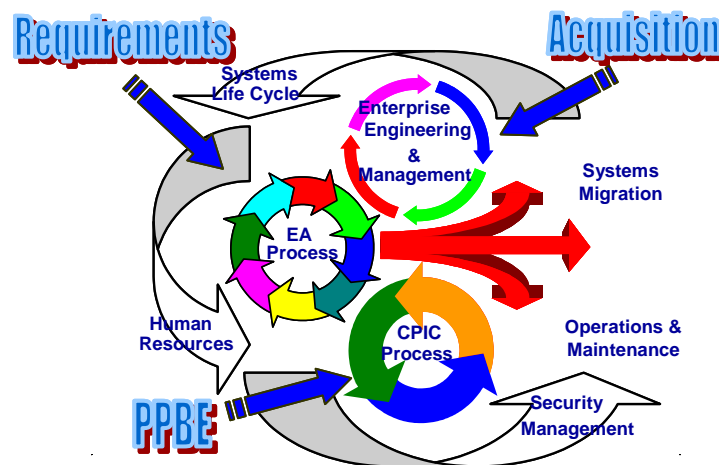 Requirements
Acquisition
Systems
Life Cycle
Enterprise
Engineering
&
Management
Systems
Migration
EA
Process
Human
Resources
CPIC
Process
Operations &
Maintenance
PPBE
Security
Management